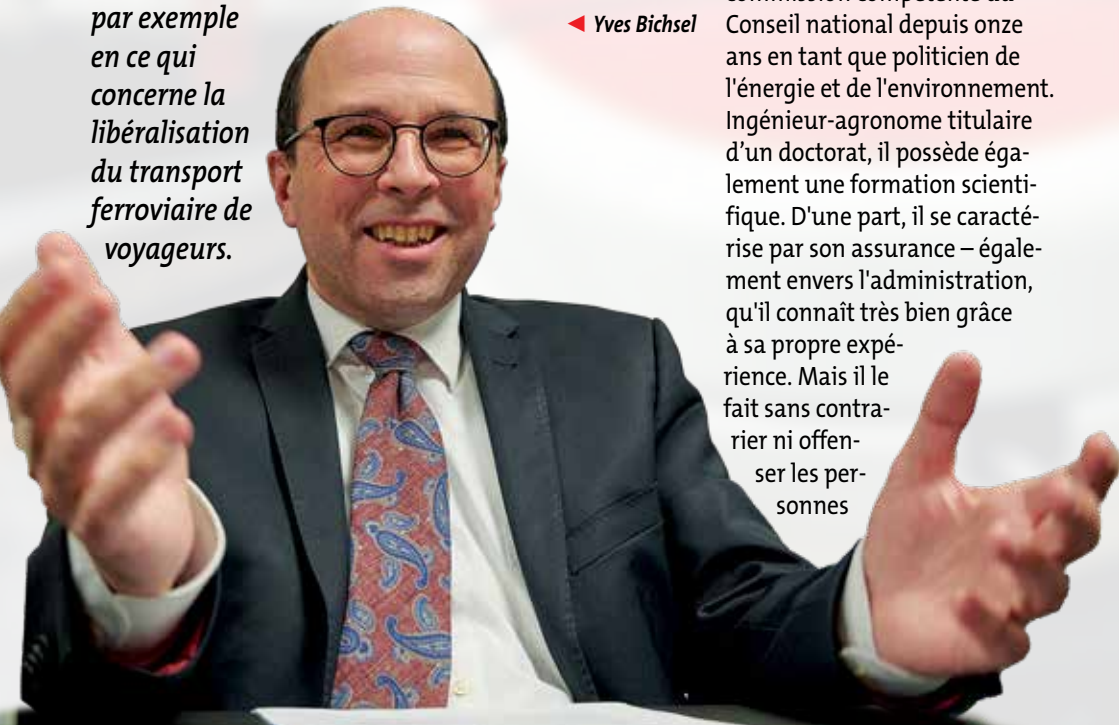 par exemple
en ce qui
concerne la
libéralisation
du transport
ferroviaire de
voyageurs.
◄ Yves Bichsel
Conseil national depuis onze
ans en tant que politicien de
l'énergie et de l'environnement.
Ingénieur-agronome titulaire
d’un doctorat, il possède éga-
lement une formation scienti-
fique. D'une part, il se caracté-
rise par son assurance – égale-
ment envers l'administration,
qu'il connaît très bien grâce
à sa propre expé-
rience. Mais il le
fait sans contra-
rier ni offen-
ser les per-
sonnes